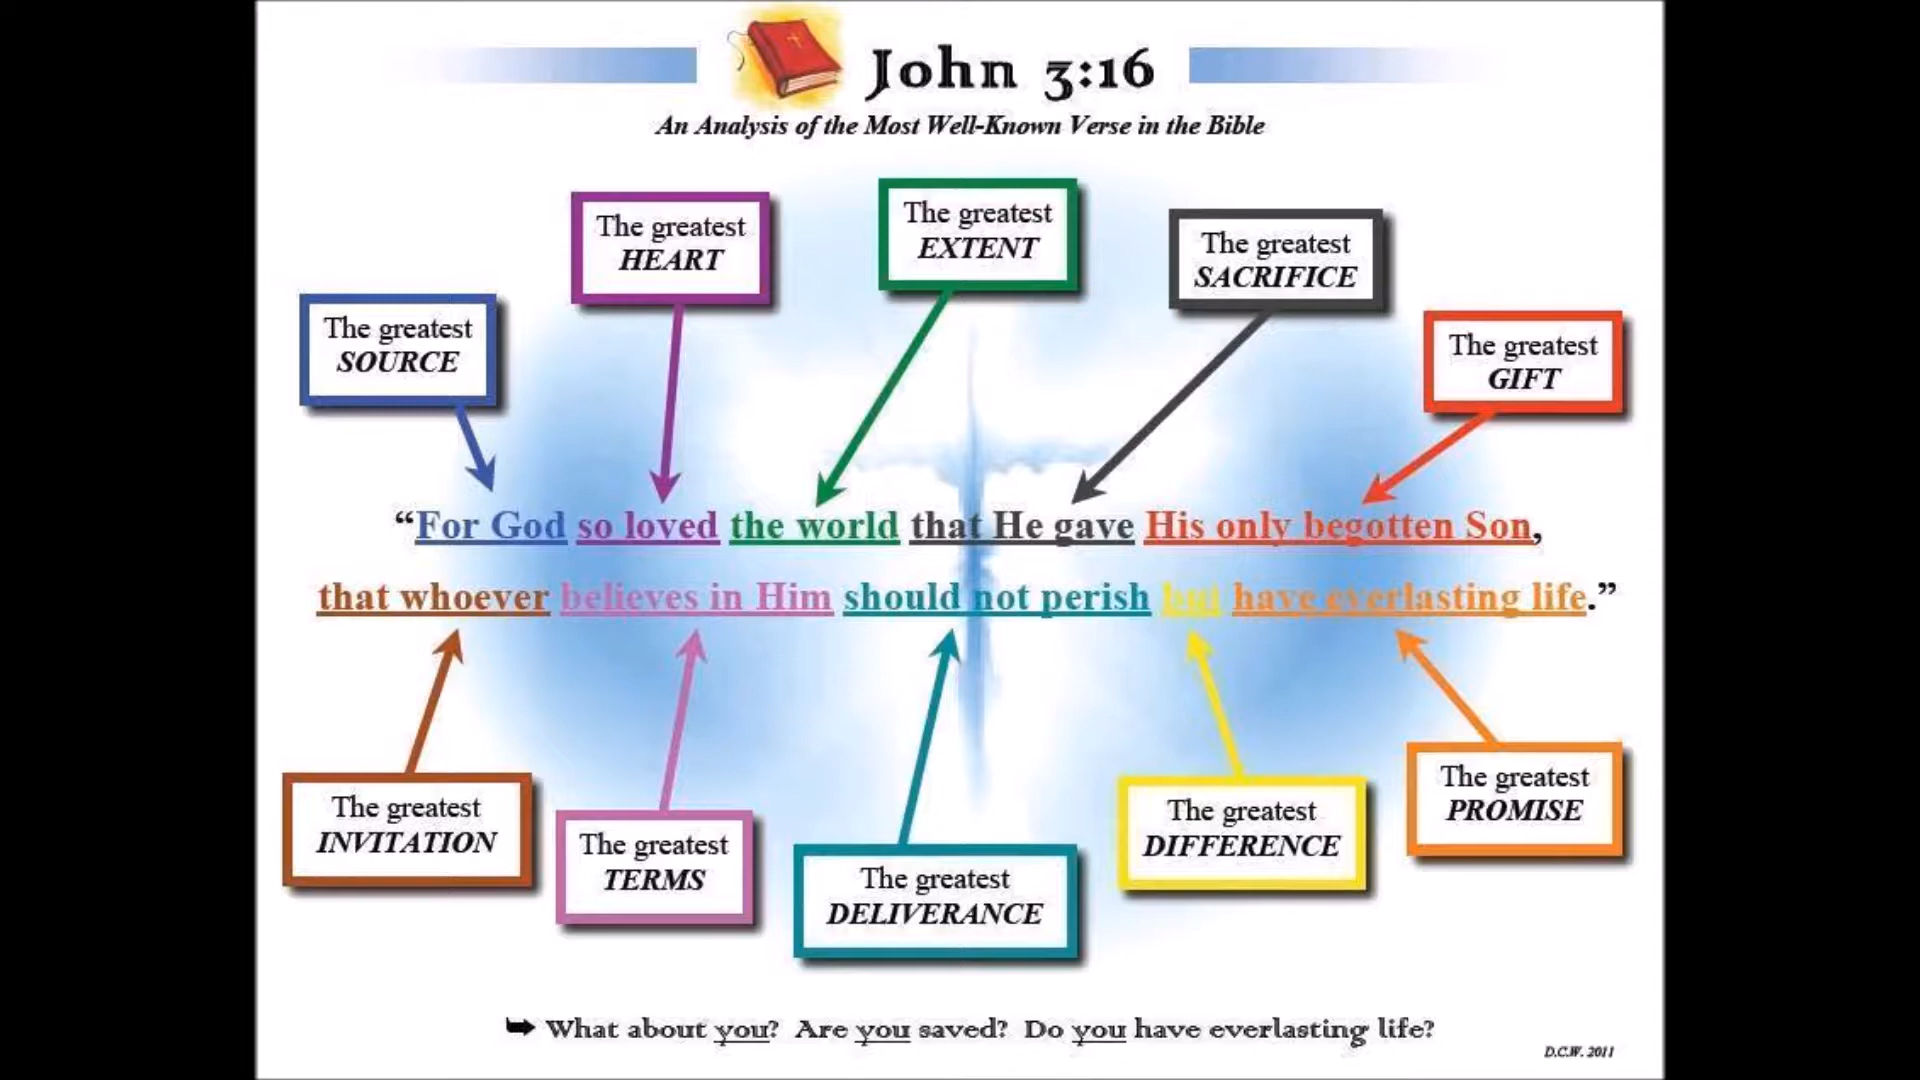 John 3:16
An Analysis of the Most Well-Known Verse in the Bible
The greatest
HEART
The greatest
EXTENT
The greatest
SACRIFICE
The greatest
SOURCE
The greatest
GIFT
“For God so loved the world that He gave His only begotten Son,
that whoever believes in Him should not perish but have everlasting life.”
The greatest
INVITATION
The greatest
TERMS
The greatest
DELIVERANCE
The greatest
DIFFERENCE
The greatest
PROMISE
➥ What about you? Are you saved? Do you have everlasting life?
D.C.W. 2011